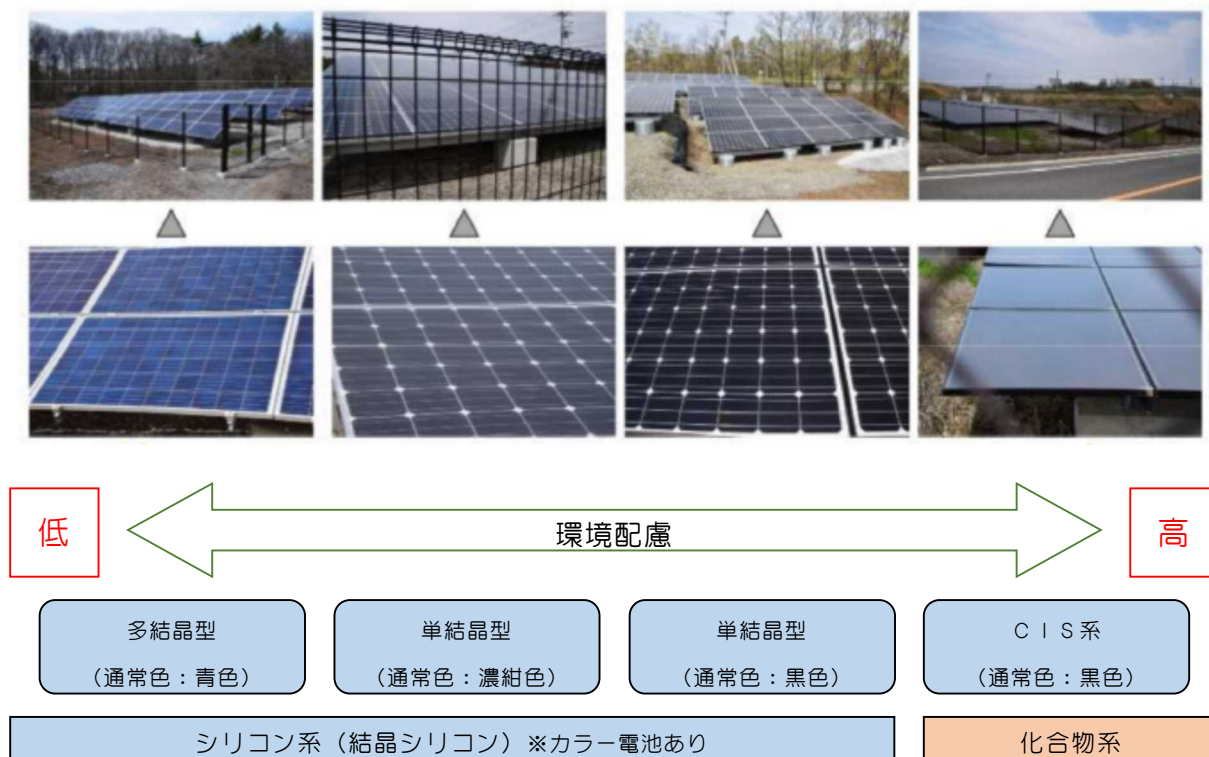 低
環境配慮
高
多結晶型
(通常色：青色)
単結晶型
(通常色：濃紺色)
単結晶型
(通常色：黒色)
ＣＩＳ系
(通常色：黒色)
シリコン系（結晶シリコン）※カラー電池あり
化合物系